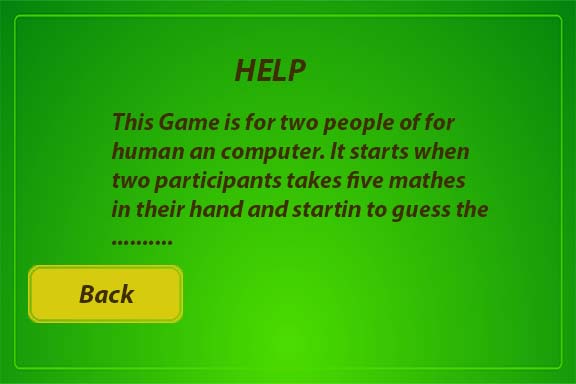 HELP
This Game is for two people of for
human an computer. It starts when
two participants takes five mathes
in their hand and startin to guess the
..........
Back